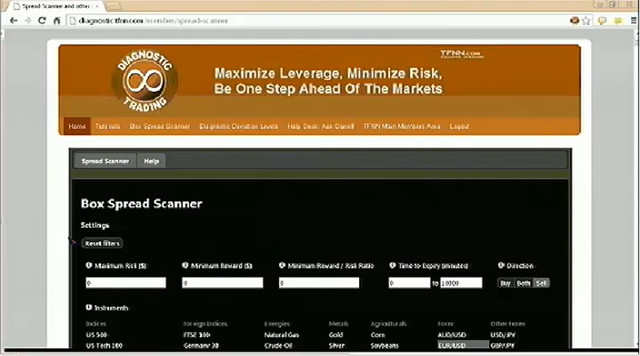 Spread Scanner and other
diagnostic.tfnn.com/member/spread-scanner
DIAGNOSTIC
TRADING
TFNN.COM
Maximize Leverage, Minimize Risk,
Be One Step Ahead Of The Markets
Home Tutorials Box Spread Scanner Diagnostic Deviation Levels Help Desk: Ask Darrell TFNN Main Members Area Logout
Spread Scanner Help
Box Spread Scanner
Settings
Reset filters
Maximum Risk ($) Minimum Reward ($) Minimum Reward / Risk Ratio Time to Expiry (minutes) Direction
0 0 0 0 to 10000 Buy Both Sell
Instruments
Indices Foreign Indices Energies Metals Agriculturals Forex Other Forex
US 500 FTSE 100 Natural Gas Gold Corn AUD/USD USD/JPY
US Tech 100 Germany 30 Crude Oil Silver Soybeans EUR/USD GBP/JPY